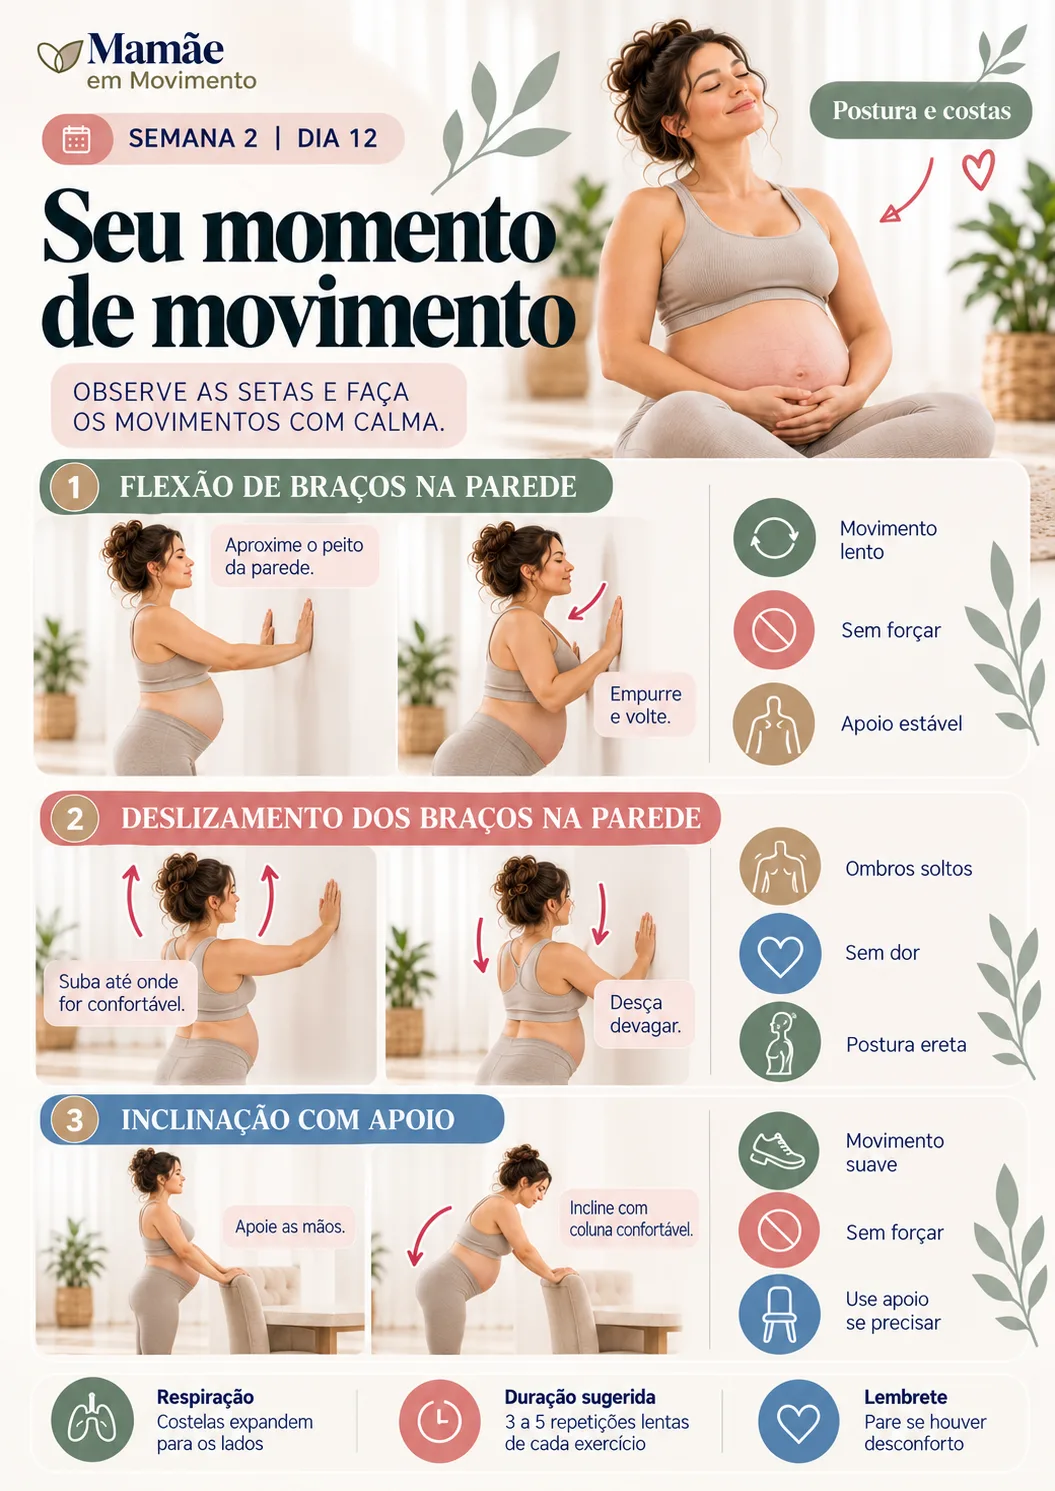 Mamãe
em Movimento
SEMANA 2 | DIA 12
Postura e costas
Seu momento
de movimento
OBSERVE AS SETAS E FAÇA
OS MOVIMENTOS COM CALMA.
1 FLEXÃO DE BRAÇOS NA PAREDE
Aproxime o peito
da parede.
Empurre
e volte.
Movimento
lento
Sem forçar
Apoio estável
2 DESLIZAMENTO DOS BRAÇOS NA PAREDE
Suba até onde
for confortável.
Desça
devagar.
Ombros soltos
Sem dor
Postura ereta
3 INCLINAÇÃO COM APOIO
Apoie as mãos.
Incline com
coluna confortável.
Movimento
suave
Sem forçar
Use apoio
se precisar
Respiração
Costelas expandem
para os lados
Duração sugerida
3 a 5 repetições lentas
de cada exercício
Lembrete
Pare se houver
desconforto